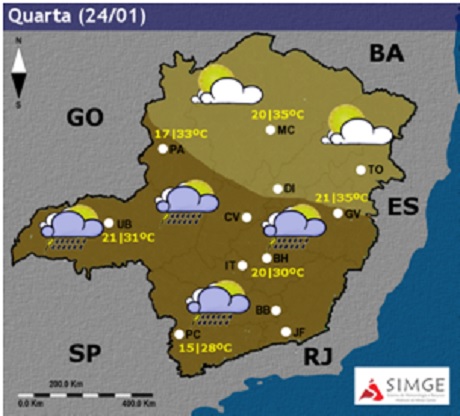 Quarta (24/01)
N
S
BA
GO
20|35ºC
MC
17|33ºC
PA
TO
DI
21|35ºC
ES
UB
CV
GV
21|31ºC
IT
BH
20|30ºC
BB
PC
JF
15|28ºC
SP
RJ
200.0 Km
0.0 Km
400.0 Km
SIMGE